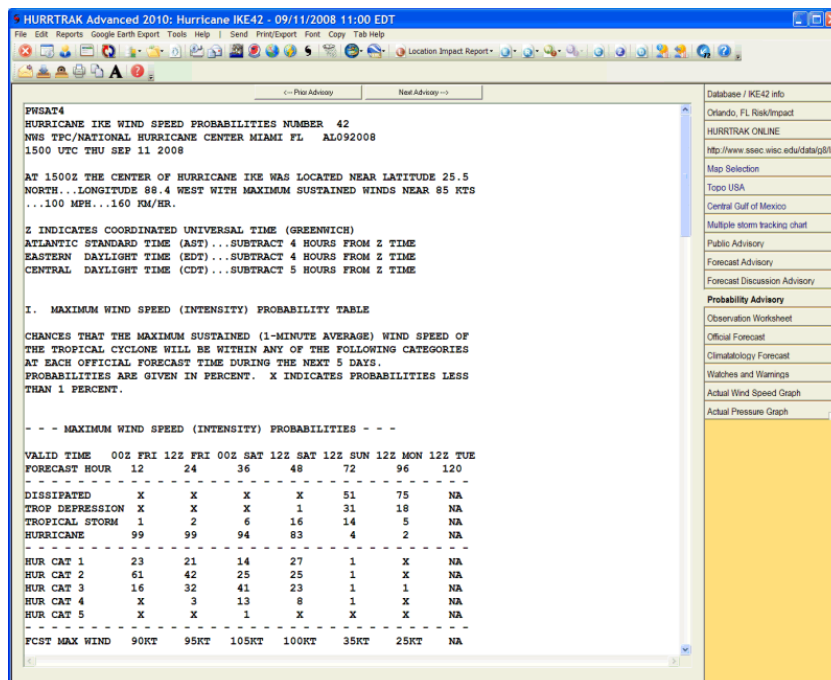 HURRTRAK Advanced 2010: Hurricane IKE42 - 09/11/2008 11:00 EDT
File Edit Reports Google Earth Export Tools Help | Send Print/Export Font Copy Tab Help
Location Impact Report
<-- Prior Advisory Next Advisory -->
PWSAT4
HURRICANE IKE WIND SPEED PROBABILITIES NUMBER 42
NWS TPC/NATIONAL HURRICANE CENTER MIAMI FL AL092008
1500 UTC THU SEP 11 2008
AT 1500Z THE CENTER OF HURRICANE IKE WAS LOCATED NEAR LATITUDE 25.5
NORTH...LONGITUDE 88.4 WEST WITH MAXIMUM SUSTAINED WINDS NEAR 85 KTS
...100 MPH...160 KM/HR.
Z INDICATES COORDINATED UNIVERSAL TIME (GREENWICH)
ATLANTIC STANDARD TIME (AST)...SUBTRACT 4 HOURS FROM Z TIME
EASTERN DAYLIGHT TIME (EDT)...SUBTRACT 4 HOURS FROM Z TIME
CENTRAL DAYLIGHT TIME (CDT)...SUBTRACT 5 HOURS FROM Z TIME
I. MAXIMUM WIND SPEED (INTENSITY) PROBABILITY TABLE
CHANCES THAT THE MAXIMUM SUSTAINED (1-MINUTE AVERAGE) WIND SPEED OF
THE TROPICAL CYCLONE WILL BE WITHIN ANY OF THE FOLLOWING CATEGORIES
AT EACH OFFICIAL FORECAST TIME DURING THE NEXT 5 DAYS.
PROBABILITIES ARE GIVEN IN PERCENT. X INDICATES PROBABILITIES LESS
THAN 1 PERCENT.
- - - MAXIMUM WIND SPEED (INTENSITY) PROBABILITIES - - -
VALID TIME 00Z FRI 12Z FRI 00Z SAT 12Z SAT 12Z SUN 12Z MON 12Z TUE
FORECAST HOUR 12 24 36 48 72 96 120
- - - - - - - - - - - - - - - - - - - - - - - - - - - - - - - - - -
DISSIPATED X X X X 51 75 NA
TROP DEPRESSION X X X 1 31 18 NA
TROPICAL STORM 1 2 6 16 14 5 NA
HURRICANE 99 99 94 83 4 2 NA
- - - - - - - - - - - - - - - - - - - - - - - - - - - - - - - - - -
HUR CAT 1 23 21 14 27 1 X NA
HUR CAT 2 61 42 25 25 1 X NA
HUR CAT 3 16 32 41 23 1 1 NA
HUR CAT 4 X 3 13 8 1 X NA
HUR CAT 5 X X 1 X X X NA
- - - - - - - - - - - - - - - - - - - - - - - - - - - - - - - - - -
FCST MAX WIND 90KT 95KT 105KT 100KT 35KT 25KT NA
Database / IKE42 info
Orlando, FL Risk/Impact
HURRTRAK ONLINE
http://www.ssec.wisc.edu/data/g8/
Map Selection
Topo USA
Central Gulf of Mexico
Multiple storm tracking chart
Public Advisory
Forecast Advisory
Forecast Discussion Advisory
Probability Advisory
Observation Worksheet
Official Forecast
Climatatology Forecast
Watches and Warnings
Actual Wind Speed Graph
Actual Pressure Graph